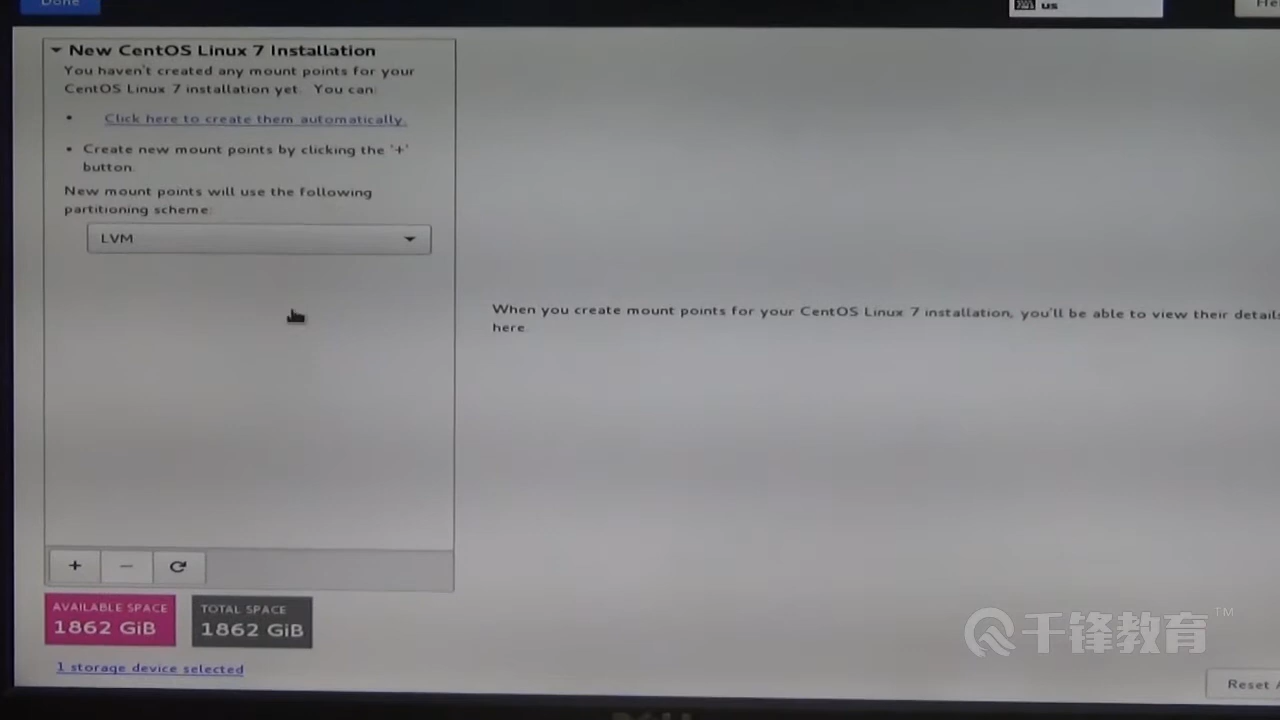 Done
us
New CentOS Linux 7 Installation
You haven't created any mount points for your
CentOS Linux 7 installation yet. You can:
• Click here to create them automatically.
• Create new mount points by clicking the '+'
button.
New mount points will use the following
partitioning scheme:
LVM
When you create mount points for your CentOS Linux 7 installation, you'll be able to view their details
here.
+ −
AVAILABLE SPACE
1862 GiB
TOTAL SPACE
1862 GiB
1 storage device selected
千锋教育 TM
Reset